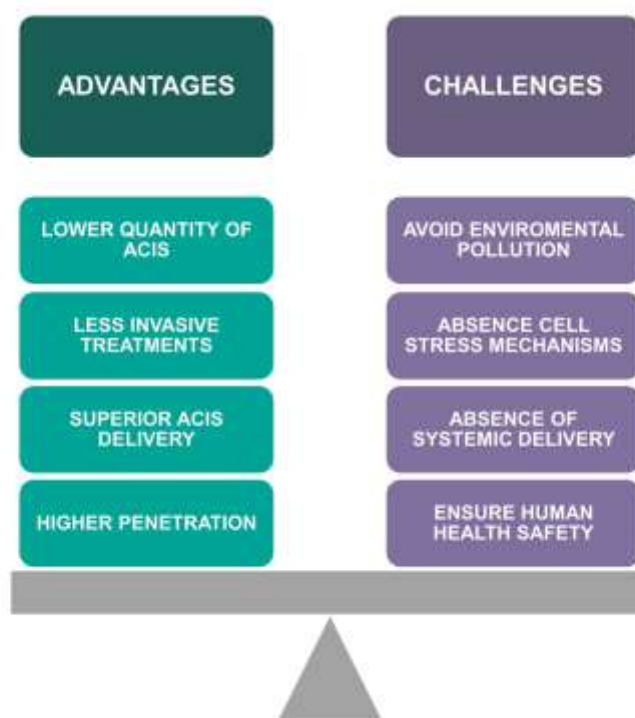 ADVANTAGES
CHALLENGES
LOWER QUANTITY OF
ACIS
AVOID ENVIROMENTAL
POLLUTION
LESS INVASIVE
TREATMENTS
ABSENCE CELL
STRESS MECHANISMS
SUPERIOR ACIS
DELIVERY
ABSENCE OF
SYSTEMIC DELIVERY
HIGHER PENETRATION
ENSURE HUMAN
HEALTH SAFETY